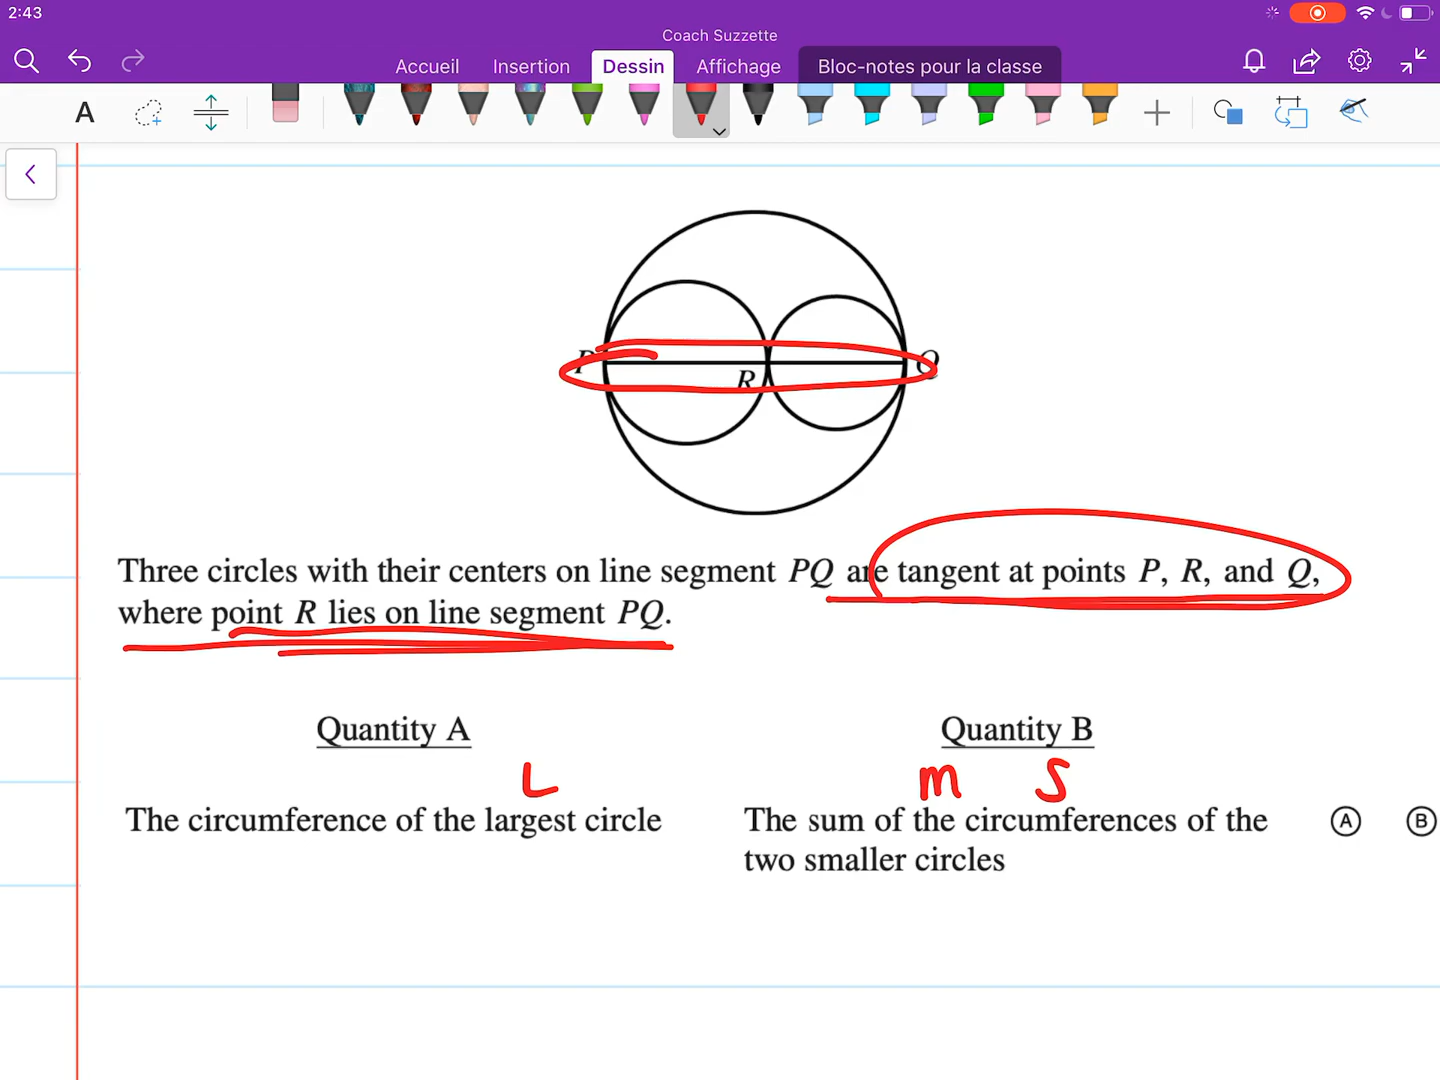 2:43
Coach Suzzette
Accueil Insertion Dessin Affichage Bloc-notes pour la classe
A
P R Q
Three circles with their centers on line segment PQ are tangent at points P, R, and Q,
where point R lies on line segment PQ.
Quantity A Quantity B
L m S
The circumference of the largest circle The sum of the circumferences of the A B
two smaller circles